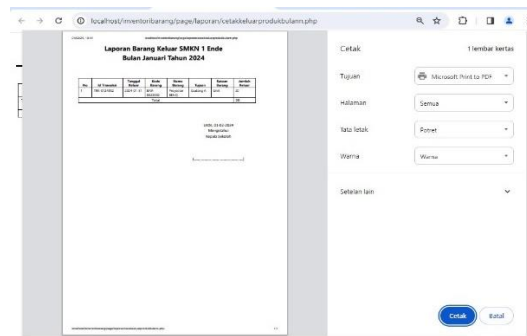 localhost/inventoribarang/page/laporan/cetakkeluarprodukbulann.php
Laporan Barang Keluar SMKN 1 Ende
Bulan Januari Tahun 2024
No Id Transaksi Tanggal Keluar Kode Barang Nama Barang Tujuan Satuan Barang Jumlah Keluar
Total
Mengetahui
Kepala Sekolah
Cetak
1 lembar kertas
Tujuan
Microsoft Print to PDF
Halaman
Semua
Tata letak
Potret
Warna
Warna
Setelan lain
Cetak
Batal